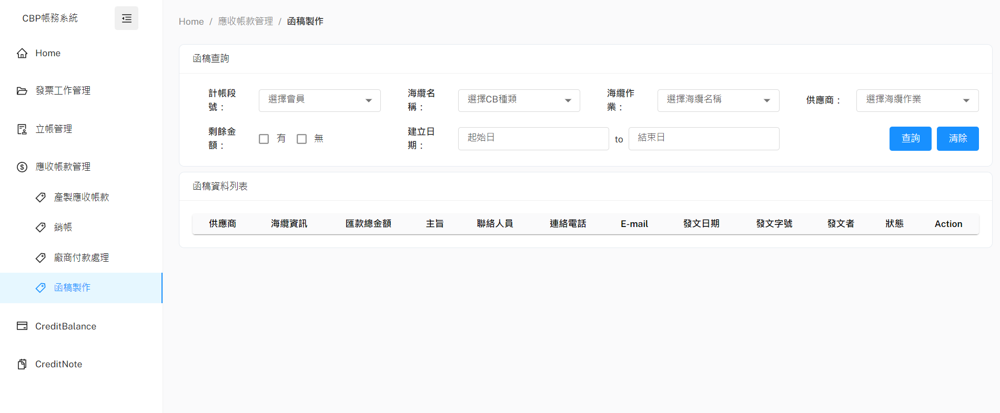 CBP帳務系統
Home
發票工作管理
立帳管理
應收帳款管理
產製應收帳款
銷帳
廠商付款處理
函稿製作
CreditBalance
CreditNote
Home / 應收帳款管理 / 函稿製作
函稿查詢
計帳段號：
選擇會員
海纜名稱：
選擇CB種類
海纜作業：
選擇海纜名稱
供應商：
選擇海纜作業
剩餘金額：
有 無
建立日期：
起始日 to 結束日
查詢 清除
函稿資料列表
供應商 海纜資訊 匯款總金額 主旨 聯絡人員 連絡電話 E-mail 發文日期 發文字號 發文者 狀態 Action